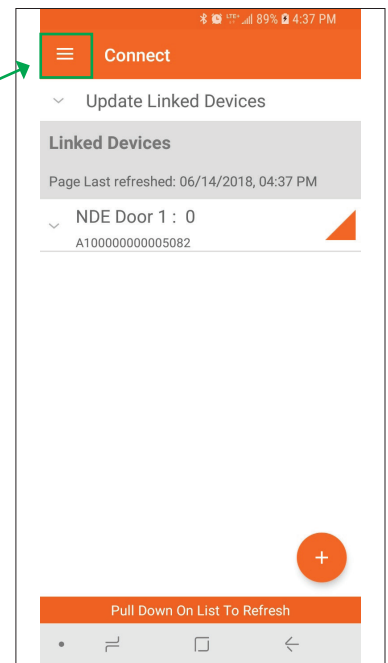 89% 4:37 PM
Connect
Update Linked Devices
Linked Devices
Page Last refreshed: 06/14/2018, 04:37 PM
NDE Door 1 : 0
A100000000005082
+
Pull Down On List To Refresh